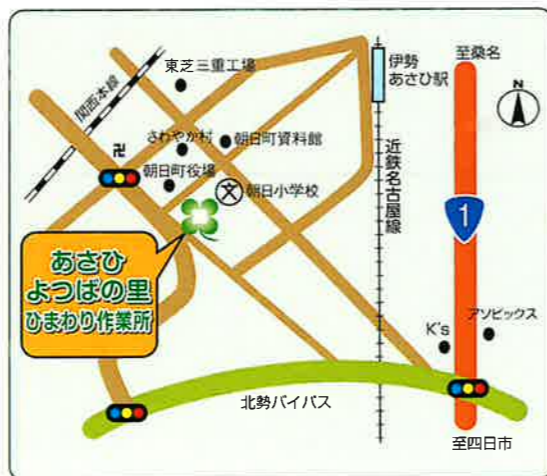 関西本線
東芝三重工場
伊勢
あさひ駅
至桑名
N
さわやか村
朝日町資料館
卍
朝日町役場
文
朝日小学校
近鉄名古屋線
1
あさひ
よつばの里
ひまわり作業所
K's
アソビックス
北勢バイパス
至四日市